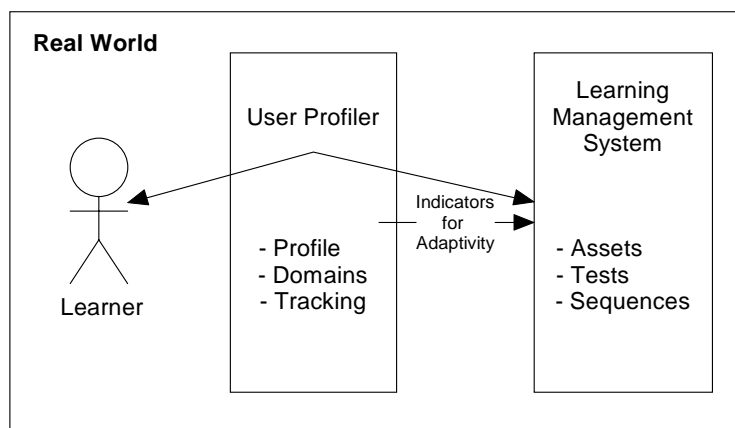 Real World
User Profiler
Learning
Management
System
Indicators
for
Adaptivity
- Profile
- Domains
- Tracking
- Assets
- Tests
- Sequences
Learner